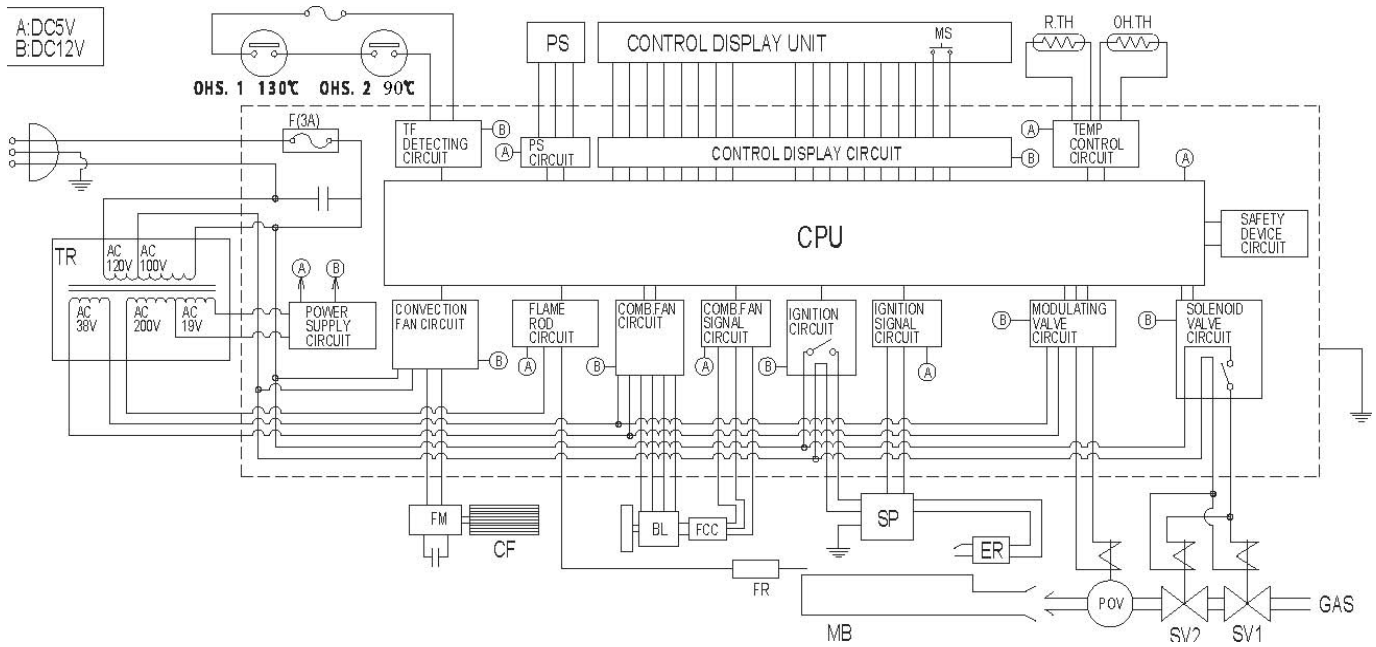 A:DC5V
B:DC12V
OHS. 1 130℃ OHS. 2 90℃
PS
CONTROL DISPLAY UNIT
MS
R.TH
OH.TH
F(3A)
TF
DETECTING
CIRCUIT
B
A
PS
CIRCUIT
CONTROL DISPLAY CIRCUIT
B
A
TEMP
CONTROL
CIRCUIT
A
CPU
SAFETY
DEVICE
CIRCUIT
TR
AC
120V
AC
100V
AC
38V
AC
200V
AC
19V
A
B
POWER
SUPPLY
CIRCUIT
CONVECTION
FAN CIRCUIT
B
FLAME
ROD
CIRCUIT
A
COMB.FAN
CIRCUIT
B
COMB.FAN
SIGNAL
CIRCUIT
A
IGNITION
CIRCUIT
B
IGNITION
SIGNAL
CIRCUIT
A
MODULATING
VALVE
CIRCUIT
B
SOLENOID
VALVE
CIRCUIT
B
FM
CF
BL
FCC
SP
ER
FR
MB
POV
SV2
SV1
GAS